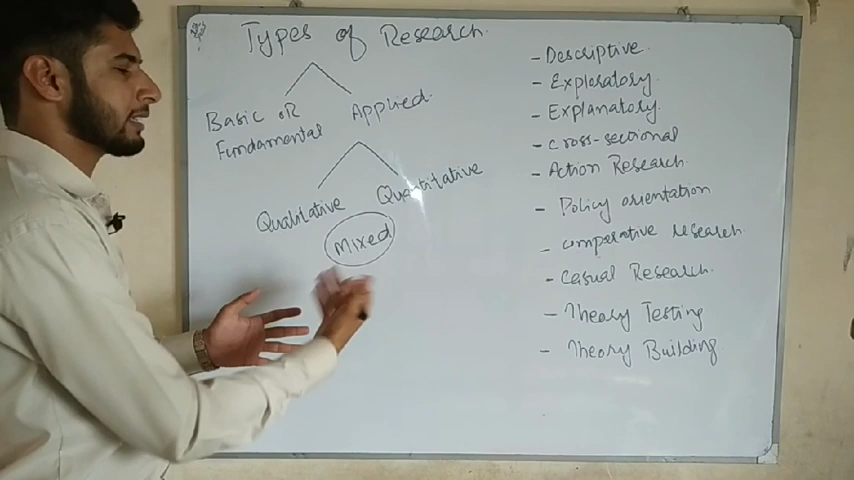 Types of Research.
Basic OR
Fundamental
Applied.
Qualitative
Quantitative
Mixed
- Descriptive.
- Exploratory.
- Explanatory.
- Cross-sectional
- Action Research.
- Policy orientation
- comparative research.
- Casual Research.
- Theory Testing
- Theory Building